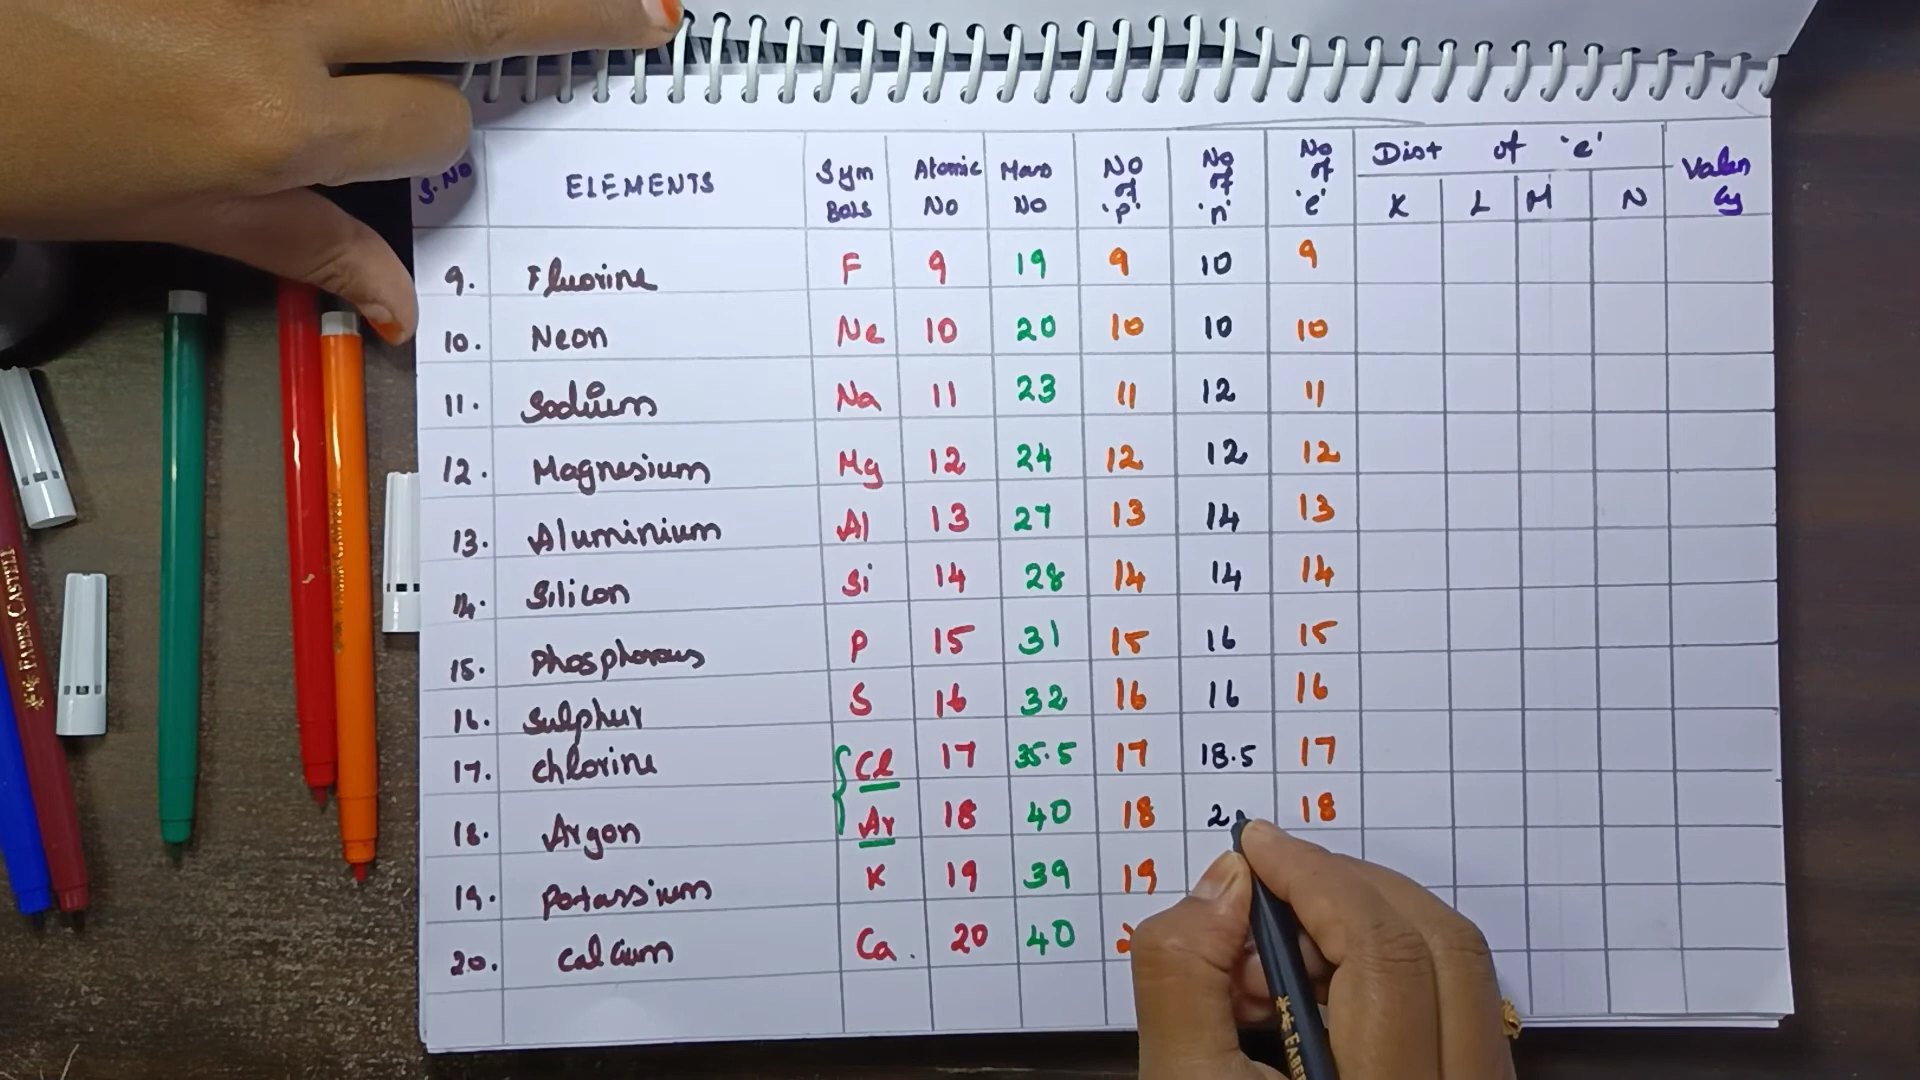 S.NO ELEMENTS Sym Bols Atomic No Mass No No of 'p' No of 'n' No of 'e' Dist of 'e' K L M N Valen cy
9. Fluorine F 9 19 9 10 9
10. Neon Ne 10 20 10 10 10
11. Sodium Na 11 23 11 12 11
12. Magnesium Mg 12 24 12 12 12
13. Aluminium Al 13 27 13 14 13
14. Silicon Si 14 28 14 14 14
15. Phosphorous P 15 31 15 16 15
16. Sulphur S 16 32 16 16 16
17. Chlorine Cl 17 35.5 17 18.5 17
18. Argon Ar 18 40 18 2 18
19. Potassium K 19 39 19
20. Calcium Ca. 20 40
FABER CASTELL